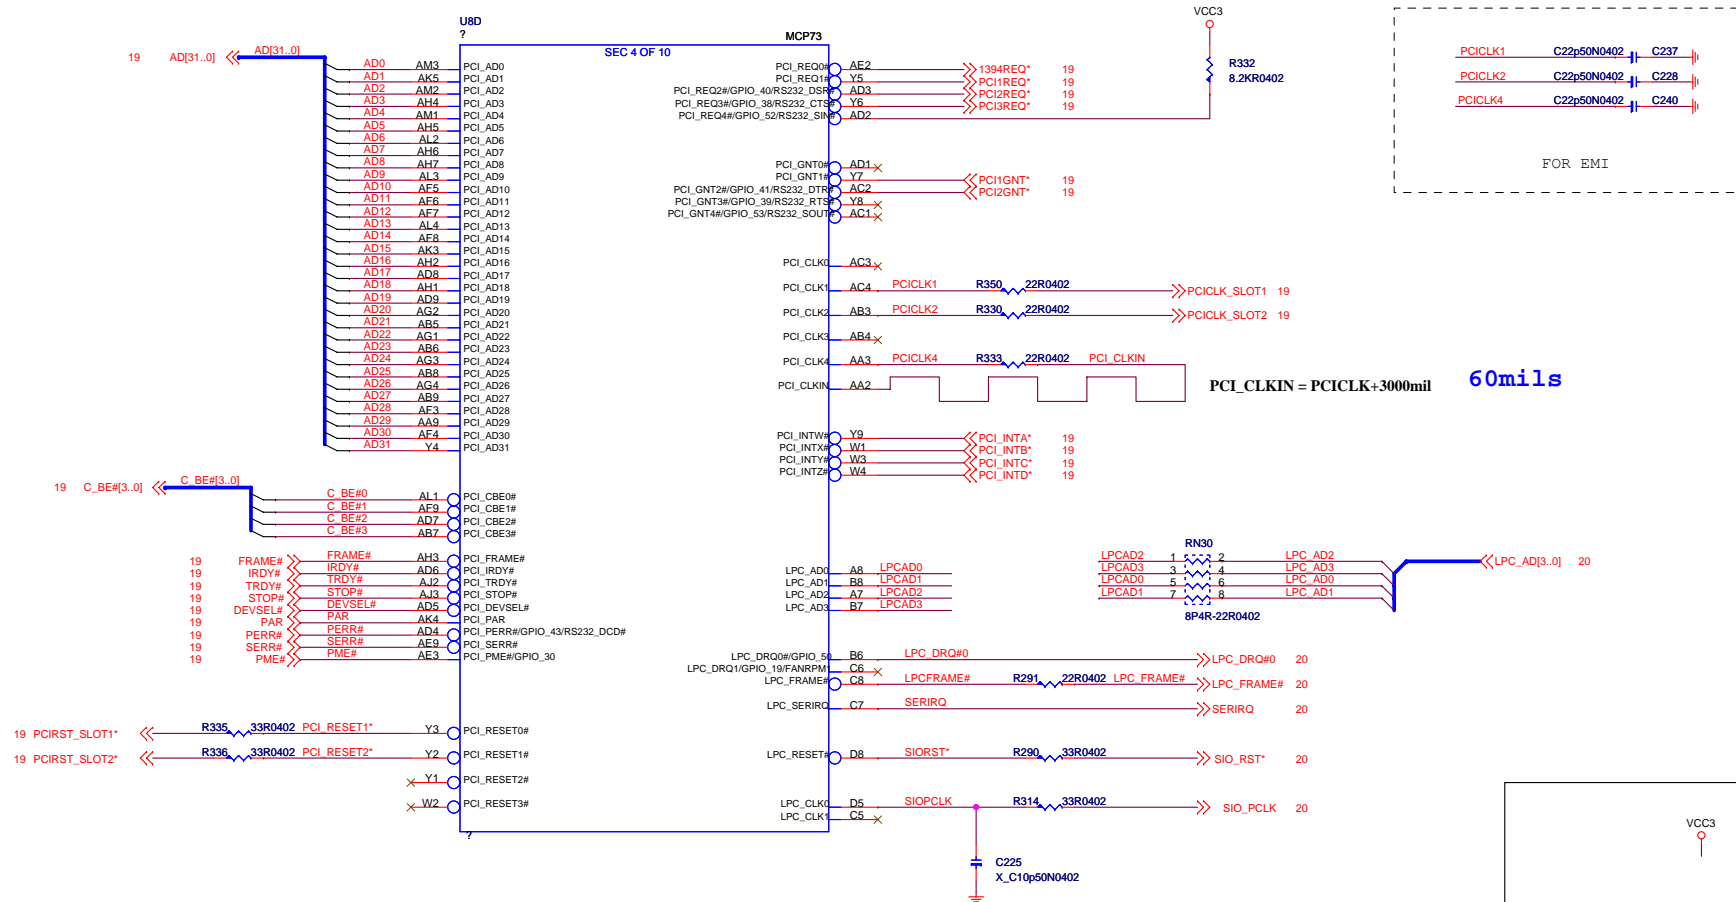 U8D
?
MCP73
SEC 4 OF 10
19 AD[31..0] AD[31..0]
AD0 AM3 PCI_AD0
AD1 AK5 PCI_AD1
AD2 AM2 PCI_AD2
AD3 AH4 PCI_AD3
AD4 AM1 PCI_AD4
AD5 AH5 PCI_AD5
AD6 AL2 PCI_AD6
AD7 AH6 PCI_AD7
AD8 AH7 PCI_AD8
AD9 AL3 PCI_AD9
AD10 AF5 PCI_AD10
AD11 AF6 PCI_AD11
AD12 AF7 PCI_AD12
AD13 AL4 PCI_AD13
AD14 AF8 PCI_AD14
AD15 AK3 PCI_AD15
AD16 AH2 PCI_AD16
AD17 AD8 PCI_AD17
AD18 AH1 PCI_AD18
AD19 AD9 PCI_AD19
AD20 AG2 PCI_AD20
AD21 AB5 PCI_AD21
AD22 AG1 PCI_AD22
AD23 AB6 PCI_AD23
AD24 AG3 PCI_AD24
AD25 AB8 PCI_AD25
AD26 AG4 PCI_AD26
AD27 AB9 PCI_AD27
AD28 AF3 PCI_AD28
AD29 AA9 PCI_AD29
AD30 AF4 PCI_AD30
AD31 Y4 PCI_AD31
19 C_BE#[3..0] C_BE#[3..0]
C_BE#0 AL1 PCI_CBE0#
C_BE#1 AF9 PCI_CBE1#
C_BE#2 AD7 PCI_CBE2#
C_BE#3 AB7 PCI_CBE3#
19 FRAME# FRAME# AH3 PCI_FRAME#
19 IRDY# IRDY# AD6 PCI_IRDY#
19 TRDY# TRDY# AJ2 PCI_TRDY#
19 STOP# STOP# AJ3 PCI_STOP#
19 DEVSEL# DEVSEL# AD5 PCI_DEVSEL#
19 PAR PAR AK4 PCI_PAR
19 PERR# PERR# AD4 PCI_PERR#/GPIO_43/RS232_DCD#
19 SERR# SERR# AE9 PCI_SERR#
19 PME# PME# AE3 PCI_PME#/GPIO_30
19 PCIRST_SLOT1* R335 33R0402 PCI_RESET1* Y3 PCI_RESET0#
19 PCIRST_SLOT2* R336 33R0402 PCI_RESET2* Y2 PCI_RESET1#
Y1 PCI_RESET2#
W2 PCI_RESET3#
?
PCI_REQ0# AE2 1394REQ* 19
PCI_REQ1# Y5 PCI1REQ* 19
PCI_REQ2#/GPIO_40/RS232_DSR# AD3 PCI2REQ* 19
PCI_REQ3#/GPIO_38/RS232_CTS# Y6 PCI3REQ* 19
PCI_REQ4#/GPIO_52/RS232_SIN# AD2
VCC3
R332
8.2KR0402
PCI_GNT0# AD1
PCI_GNT1# Y7 PCI1GNT* 19
PCI_GNT2#/GPIO_41/RS232_DTR# AC2 PCI2GNT* 19
PCI_GNT3#/GPIO_39/RS232_RTS# Y8
PCI_GNT4#/GPIO_53/RS232_SOUT# AC1
PCI_CLK0 AC3
PCI_CLK1 AC4 PCICLK1 R350 22R0402 PCICLK_SLOT1 19
PCI_CLK2 AB3 PCICLK2 R330 22R0402 PCICLK_SLOT2 19
PCI_CLK3 AB4
PCI_CLK4 AA3 PCICLK4 R333 22R0402 PCI_CLKIN
PCI_CLKIN AA2
PCI_CLKIN = PCICLK+3000mil
60mils
PCI_INTW# Y9 PCI_INTA* 19
PCI_INTX# W1 PCI_INTB* 19
PCI_INTY# W3 PCI_INTC* 19
PCI_INTZ# W4 PCI_INTD* 19
LPC_AD0 A8 LPCAD0
LPC_AD1 B8 LPCAD1
LPC_AD2 A7 LPCAD2
LPC_AD3 B7 LPCAD3
RN30
LPCAD2 1 2 LPC_AD2
LPCAD3 3 4 LPC_AD3
LPCAD0 5 6 LPC_AD0
LPCAD1 7 8 LPC_AD1
8P4R-22R0402
LPC_AD[3..0] 20
LPC_DRQ0#/GPIO_50 B6 LPC_DRQ#0 LPC_DRQ#0 20
LPC_DRQ1/GPIO_19/FANRPM1 C6
LPC_FRAME# C8 LPCFRAME# R291 22R0402 LPC_FRAME# LPC_FRAME# 20
LPC_SERIRQ C7 SERIRQ SERIRQ 20
LPC_RESET# D8 SIORST* R290 33R0402 SIO_RST* 20
LPC_CLK0 D5 SIOPCLK R314 33R0402 SIO_PCLK 20
LPC_CLK1 C5
C225
X_C10p50N0402
PCICLK1 C22p50N0402 C237
PCICLK2 C22p50N0402 C228
PCICLK4 C22p50N0402 C240
FOR EMI
VCC3